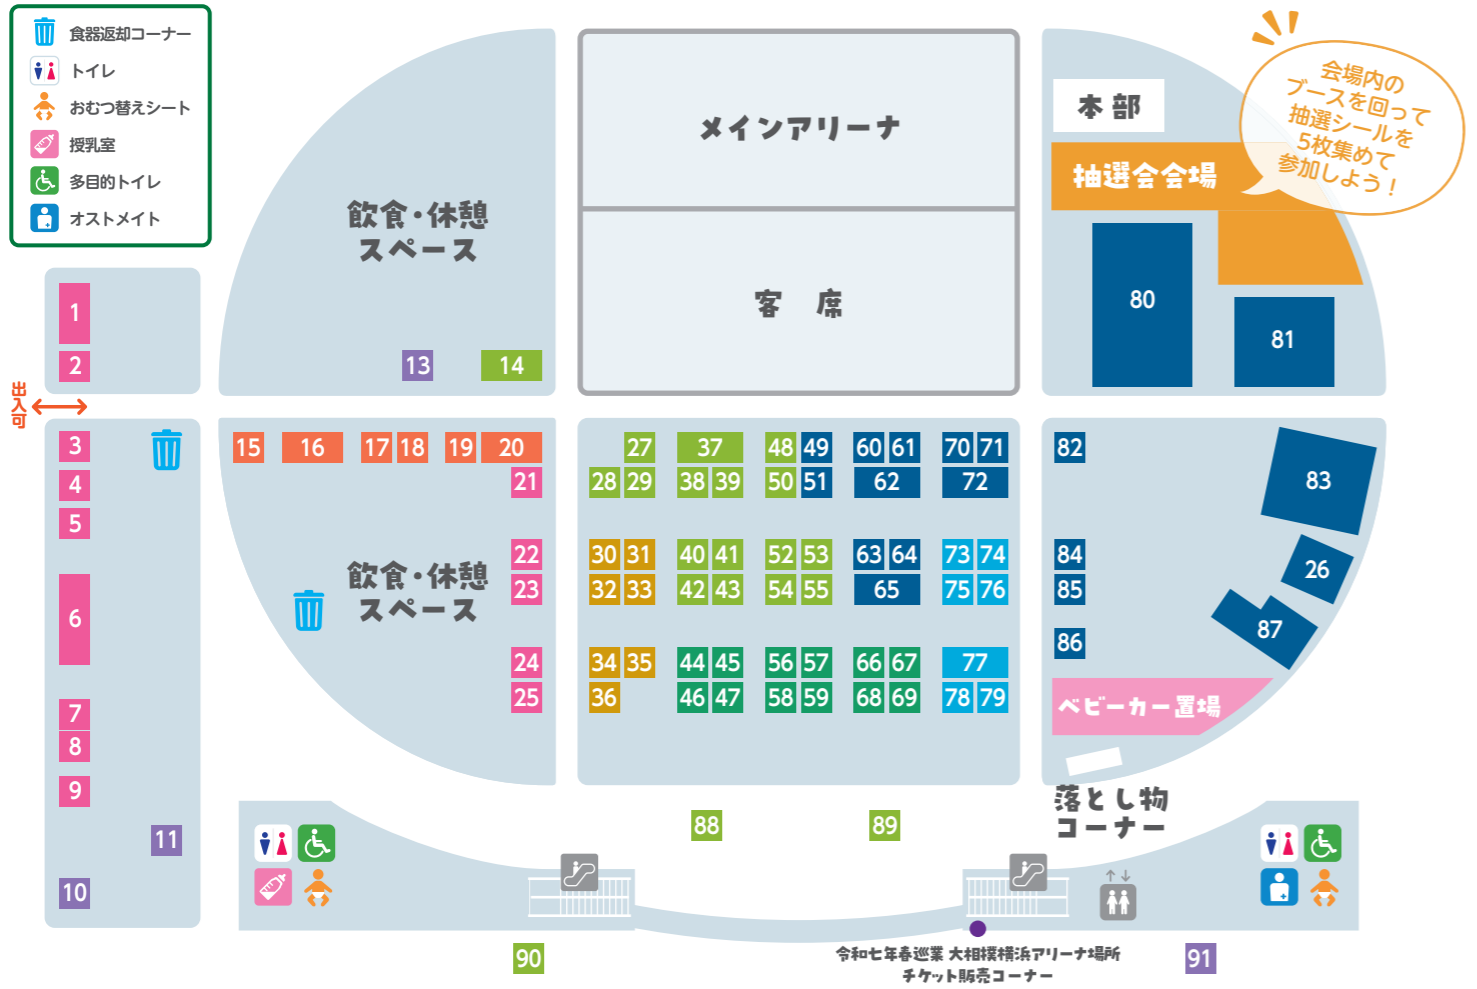 食器返却コーナー
トイレ
おむつ替えシート
授乳室
多目的トイレ
オストメイト
メインアリーナ
客　席
本部
抽選会会場
会場内の
ブースを回って
抽選シールを
5枚集めて
参加しよう！
飲食・休憩
スペース
80
81
1
2
13
14
出入可
3
4
5
6
7
8
9
11
10
15 16 17 18 19 20
21
22
23
24
25
飲食・休憩
スペース
27 37 48 49 60 61 70 71
28 29 38 39 50 51 62 72
30 31 40 41 52 53 63 64 73 74
32 33 42 43 54 55 65 75 76
34 35 44 45 56 57 66 67 77
36 46 47 58 59 68 69 78 79
82
83
84
85
26
86
87
ベビーカー置場
落とし物
コーナー
88
89
90
91
令和七年春巡業 大相撲横浜アリーナ場所
チケット販売コーナー